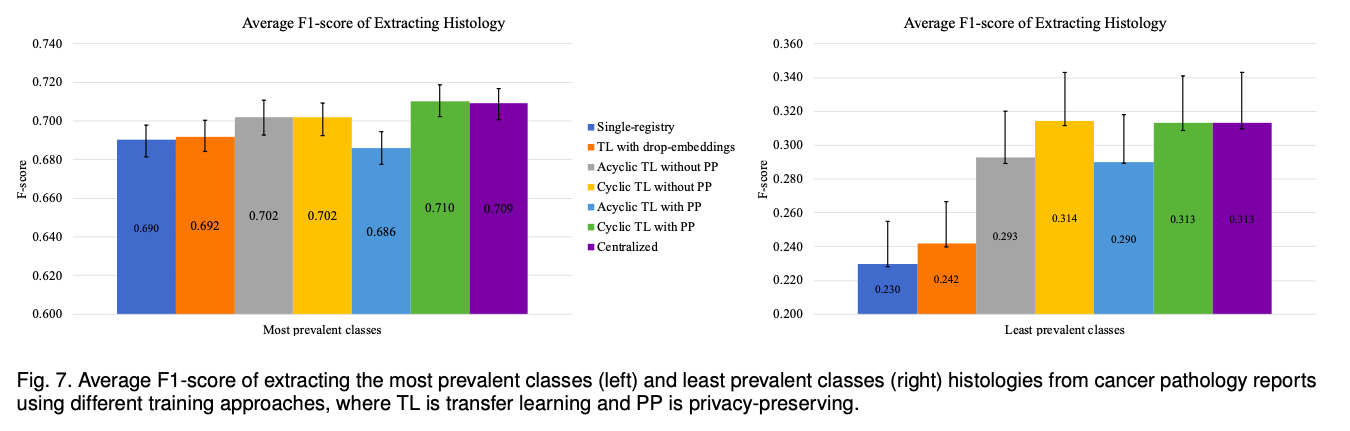 Average F1-score of Extracting Histology
0.740
0.720
0.700
0.680
0.660
0.640
0.620
0.600
F-score
0.690
0.692
0.702
0.702
0.686
0.710
0.709
Most prevalent classes
Single-registry
TL with drop-embeddings
Acyclic TL without PP
Cyclic TL without PP
Acyclic TL with PP
Cyclic TL with PP
Centralized
Average F1-score of Extracting Histology
0.360
0.340
0.320
0.300
0.280
0.260
0.240
0.220
0.200
F-score
0.230
0.242
0.293
0.314
0.290
0.313
0.313
Least prevalent classes
Fig. 7. Average F1-score of extracting the most prevalent classes (left) and least prevalent classes (right) histologies from cancer pathology reports
using different training approaches, where TL is transfer learning and PP is privacy-preserving.